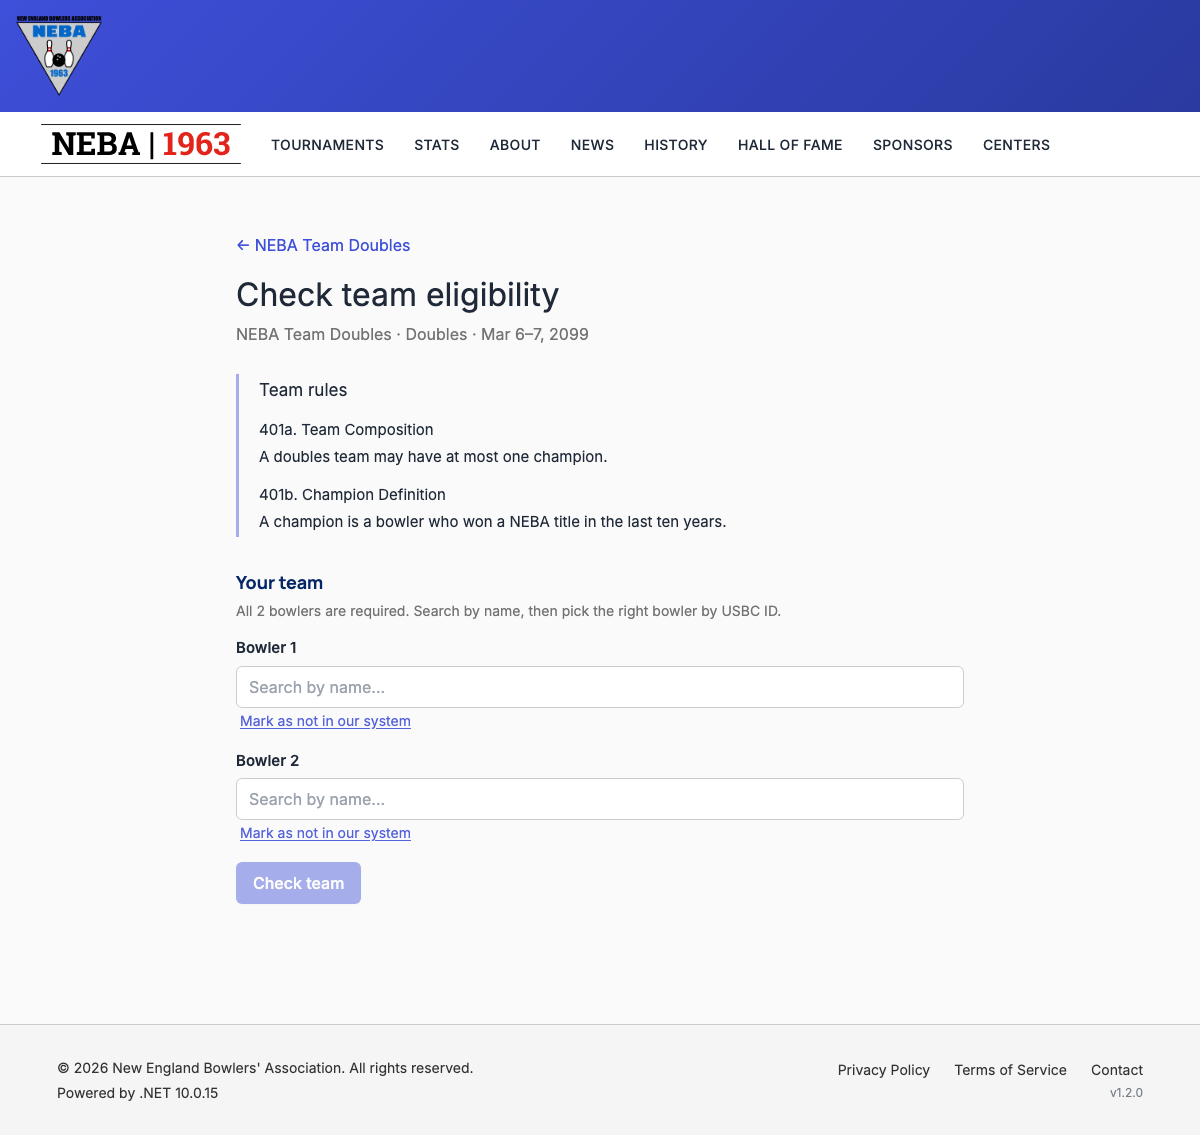 NEW ENGLAND BOWLERS ASSOCIATION
NEBA
1963
NEBA | 1963
TOURNAMENTS
STATS
ABOUT
NEWS
HISTORY
HALL OF FAME
SPONSORS
CENTERS
← NEBA Team Doubles
Check team eligibility
NEBA Team Doubles · Doubles · Mar 6–7, 2099
Team rules
401a. Team Composition
A doubles team may have at most one champion.
401b. Champion Definition
A champion is a bowler who won a NEBA title in the last ten years.
Your team
All 2 bowlers are required. Search by name, then pick the right bowler by USBC ID.
Bowler 1
Search by name...
Mark as not in our system
Bowler 2
Search by name...
Mark as not in our system
Check team
© 2026 New England Bowlers' Association. All rights reserved.
Powered by .NET 10.0.15
Privacy Policy
Terms of Service
Contact
v1.2.0